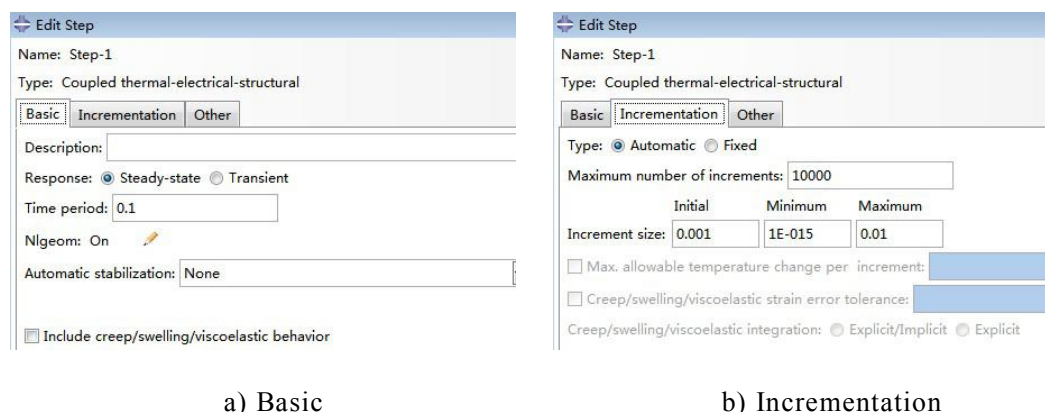 Edit Step
Name: Step-1
Type: Coupled thermal-electrical-structural
Basic Incrementation Other
Description:
Response: Steady-state Transient
Time period: 0.1
Nlgeom: On
Automatic stabilization: None
Include creep/swelling/viscoelastic behavior
a) Basic
Edit Step
Name: Step-1
Type: Coupled thermal-electrical-structural
Basic Incrementation Other
Type: Automatic Fixed
Maximum number of increments: 10000
Initial Minimum Maximum
Increment size: 0.001 1E-015 0.01
Max. allowable temperature change per increment:
Creep/swelling/viscoelastic strain error tolerance:
Creep/swelling/viscoelastic integration: Explicit/Implicit Explicit
b) Incrementation